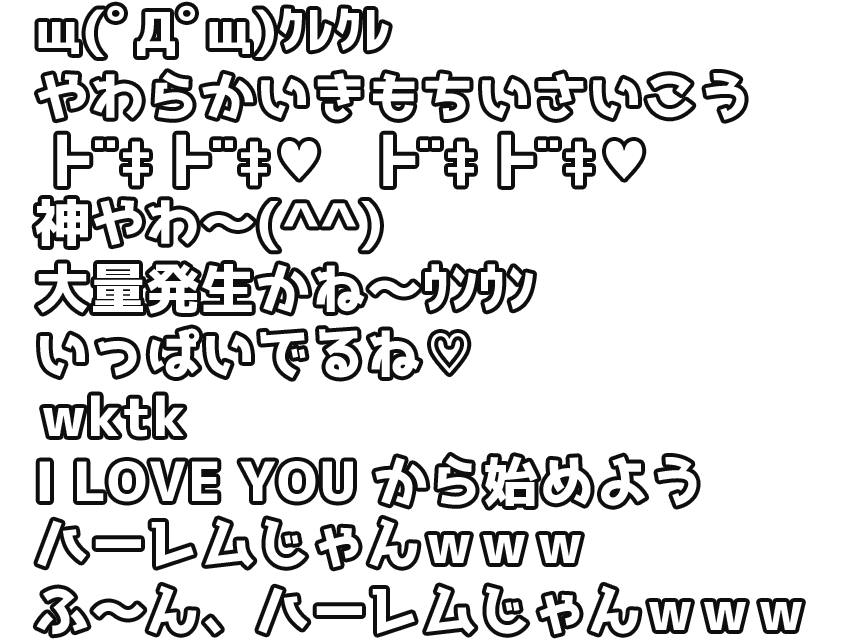 щ(ﾟДﾟщ)ｸﾚｸﾚ
やわらかいきもちいさいこう
ﾄﾞｷﾄﾞｷ♡　ﾄﾞｷﾄﾞｷ♡
神やわ～(^^)
大量発生かね～ｳﾝｳﾝ
いっぱいでるね♡
wktk
I LOVE YOU から始めよう
ハーレムじゃんｗｗｗ
ふ～ん、ハーレムじゃんｗｗｗ